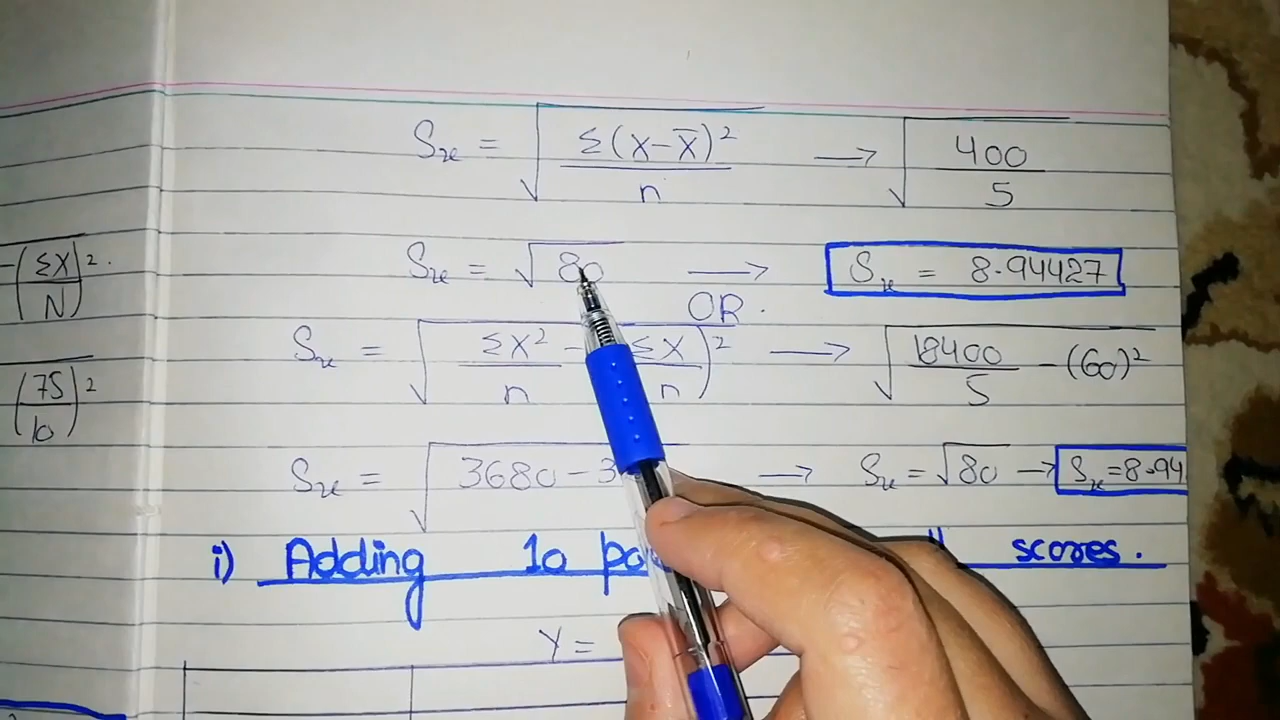 Sx = √Σ(X-X̄)²/n → √400/5
Sx = √80 → Sx = 8.94427
OR.
Sx = √ΣX²/n - ΣX/n)² → √18400/5 - (60)²
Sx = √3680-3 → Sx = √80 → Sx=8.94
i) Adding 10 scores.
Y =
-(ΣX/N)².
(75/10)²